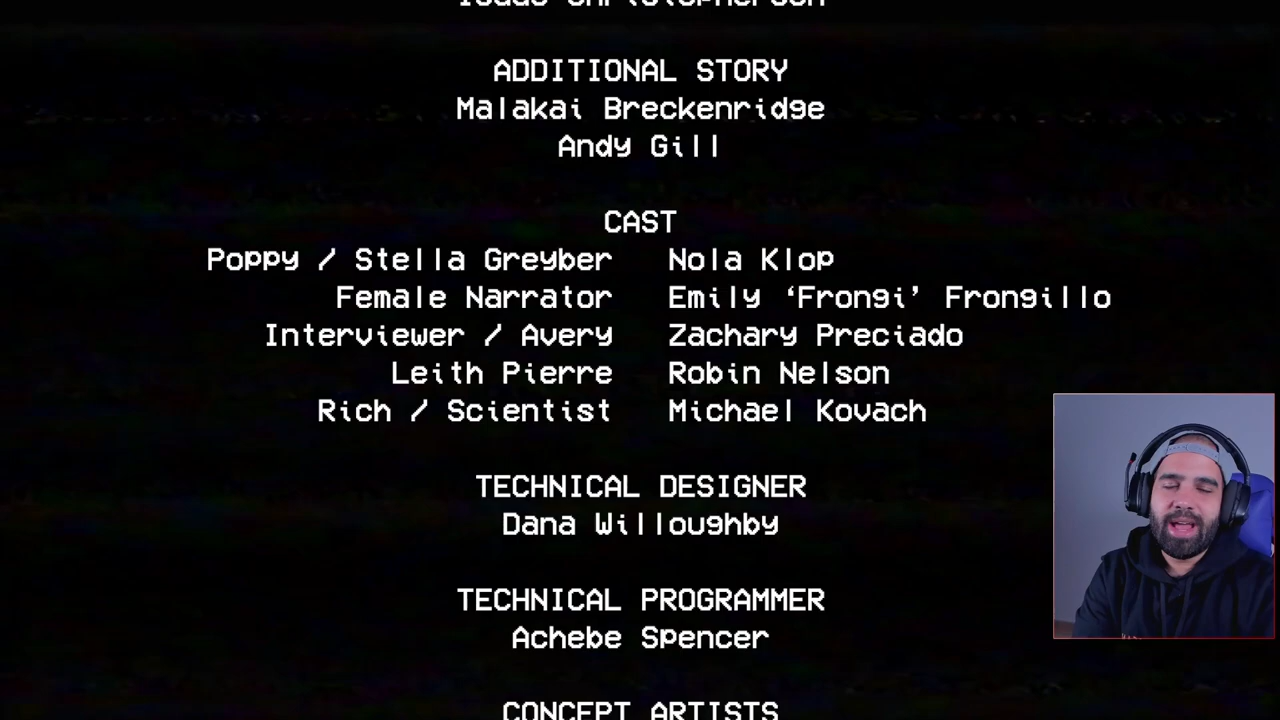 ADDITIONAL STORY
Malakai Breckenridge
Andy Gill
CAST
Poppy / Stella Greyber Nola Klop
Female Narrator Emily ‘Frongi’ Frongillo
Interviewer / Avery Zachary Preciado
Leith Pierre Robin Nelson
Rich / Scientist Michael Kovach
TECHNICAL DESIGNER
Dana Willoughby
TECHNICAL PROGRAMMER
Achebe Spencer
CONCEPT ARTISTS